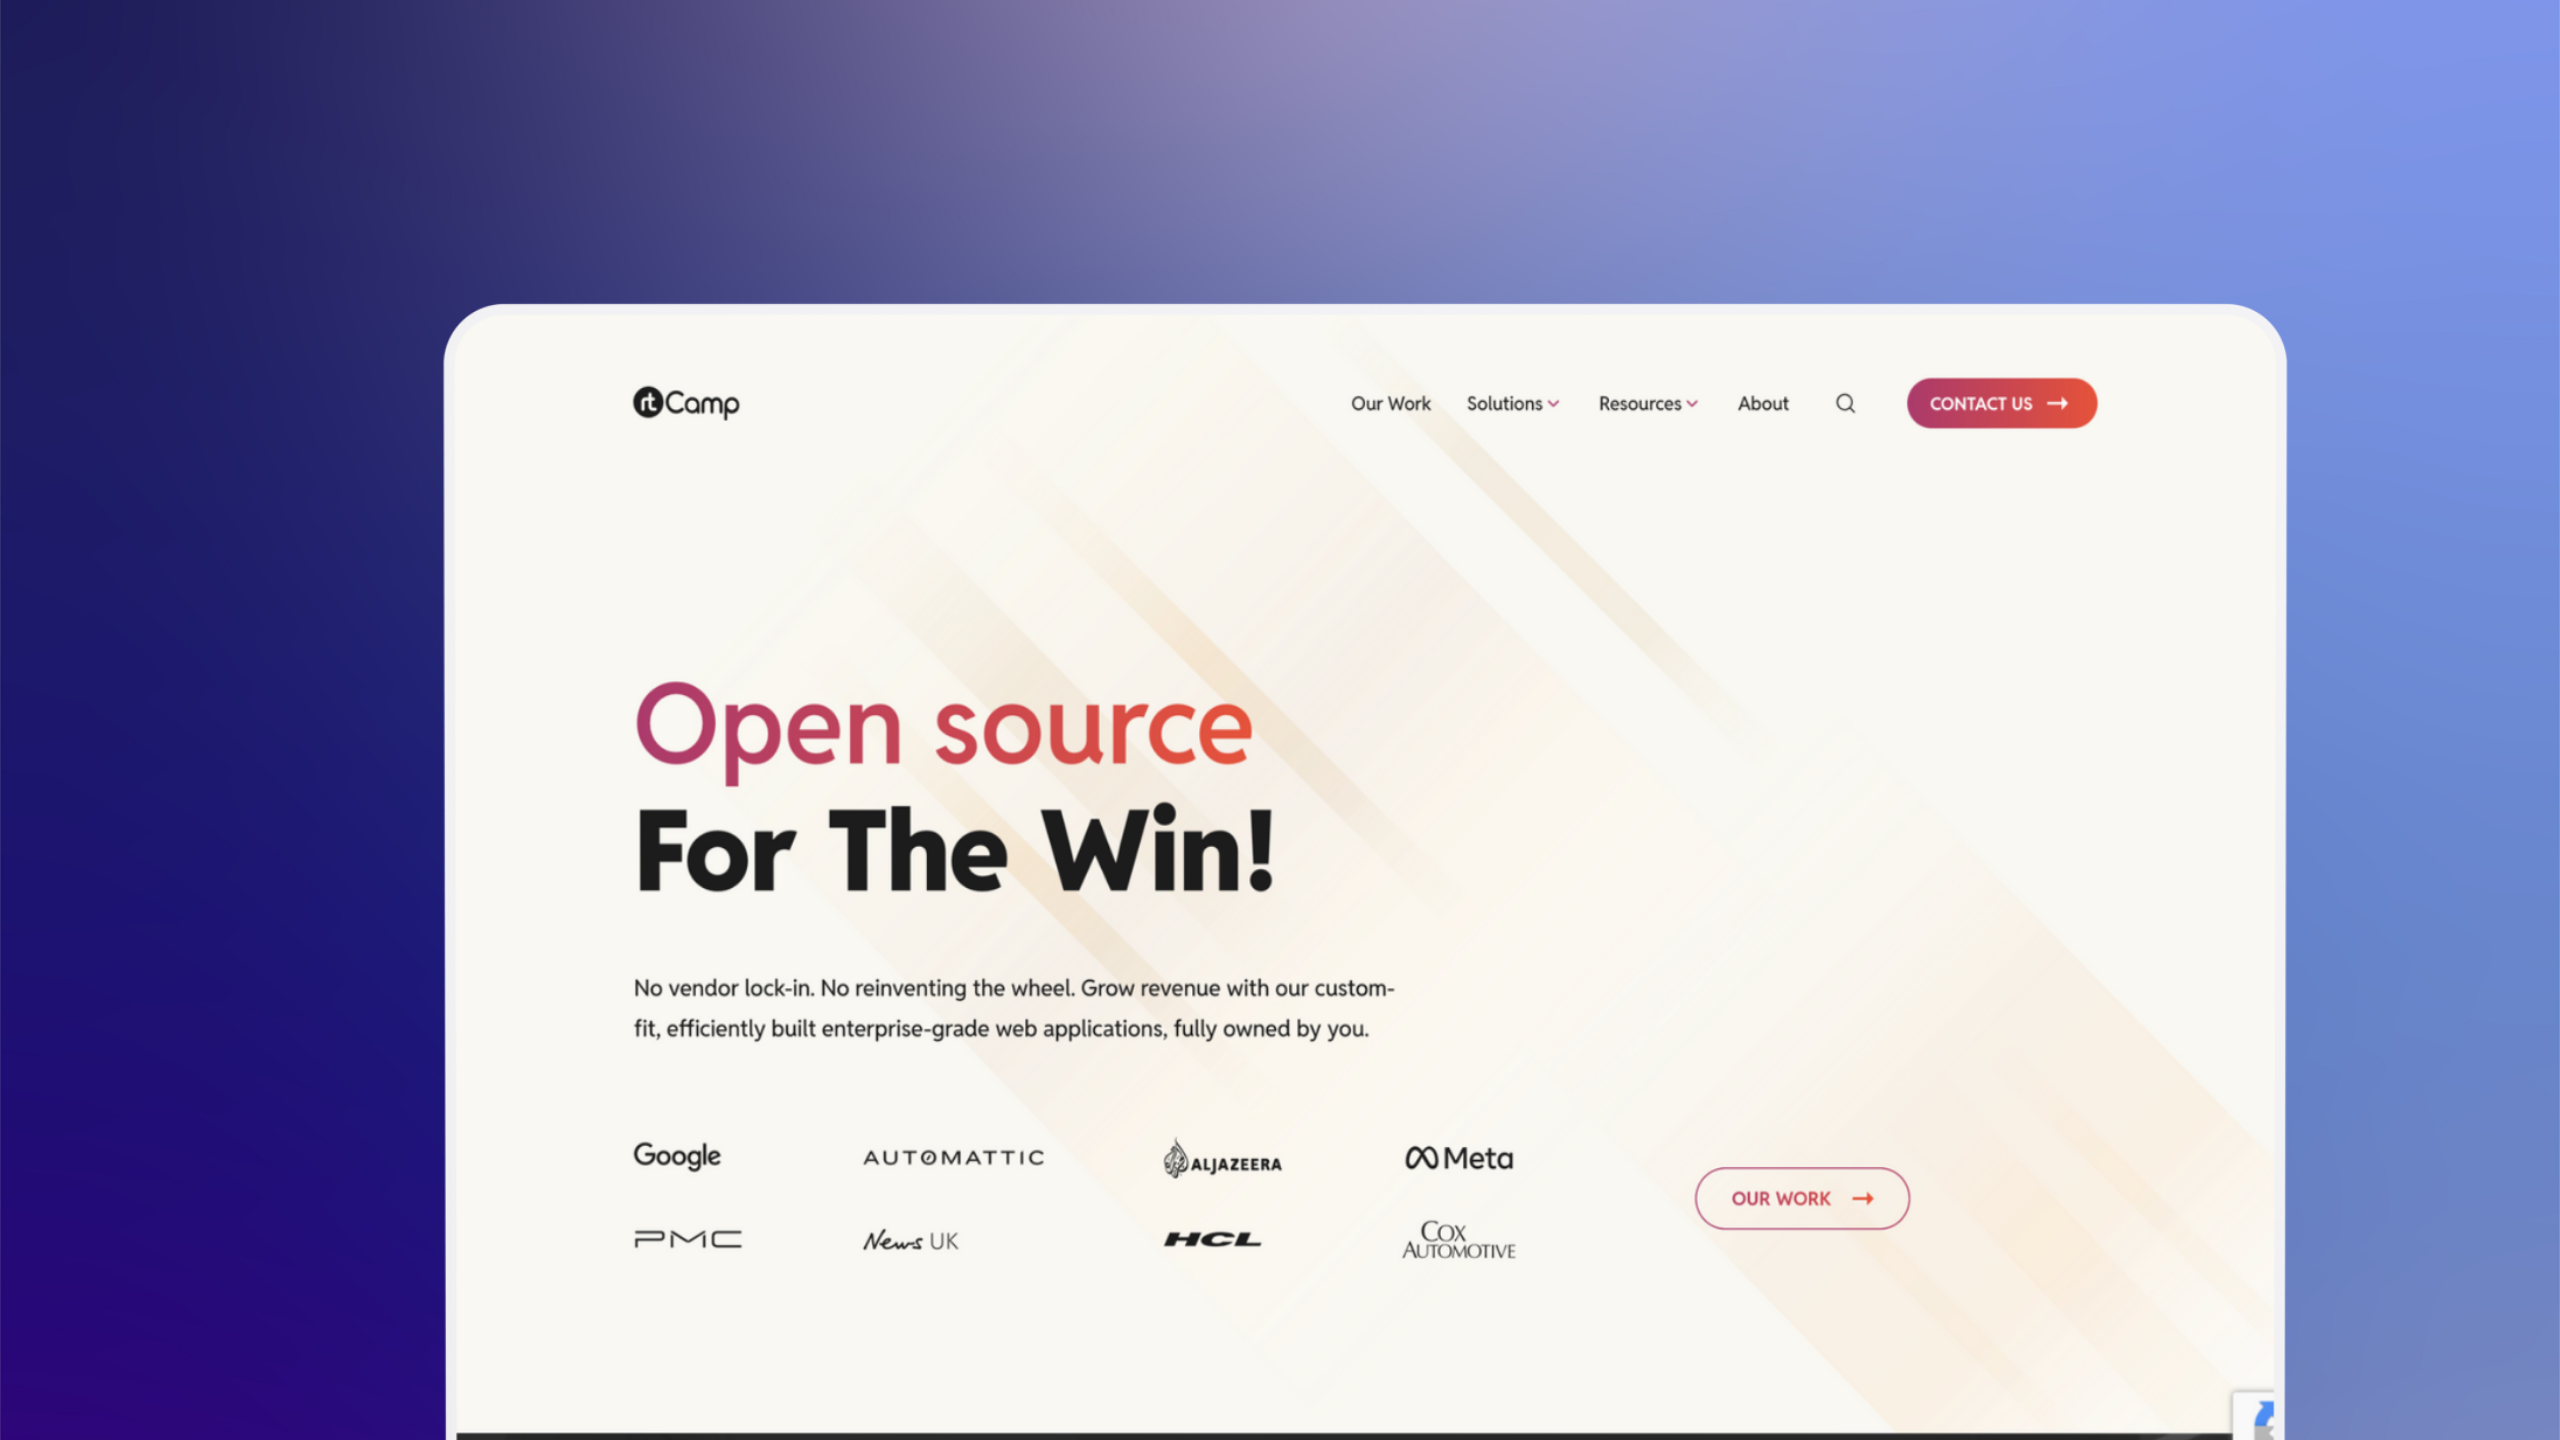 rtCamp
Our Work Solutions Resources About CONTACT US
Open source
For The Win!
No vendor lock-in. No reinventing the wheel. Grow revenue with our custom-
fit, efficiently built enterprise-grade web applications, fully owned by you.
Google AUTOMATTIC ALJAZEERA Meta
OUR WORK
PMC News UK HCL COX AUTOMOTIVE